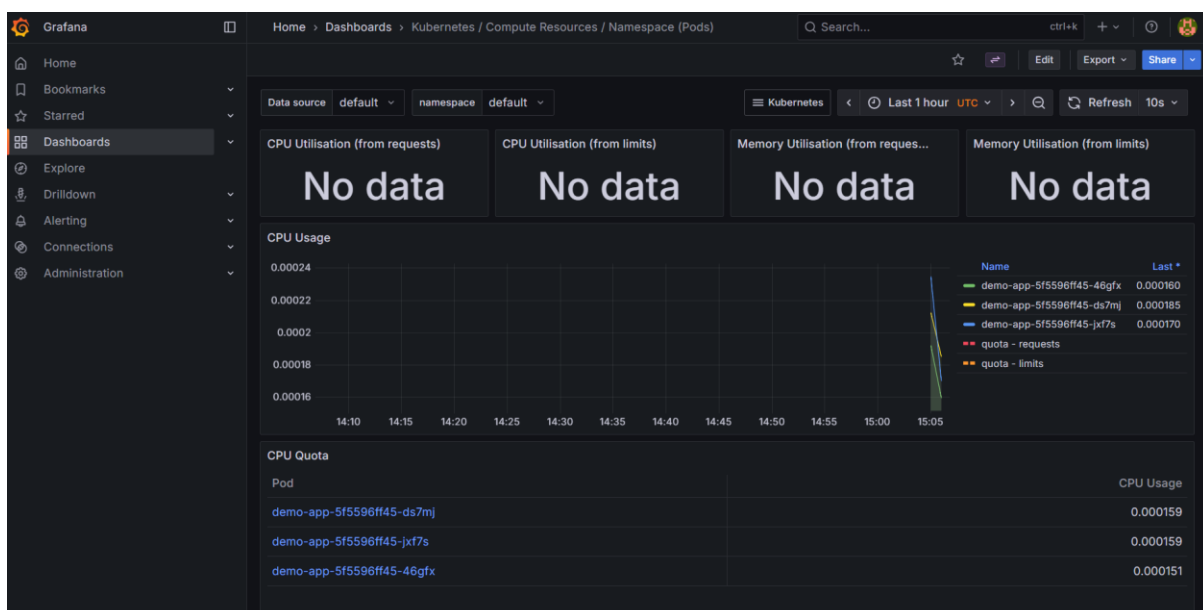 Grafana
Home › Dashboards › Kubernetes / Compute Resources / Namespace (Pods)
Search...
ctrl+k
Home
Bookmarks
Starred
Dashboards
Explore
Drilldown
Alerting
Connections
Administration
Edit
Export
Share
Data source default
namespace default
Kubernetes
Last 1 hour UTC
Refresh 10s
CPU Utilisation (from requests)
No data
CPU Utilisation (from limits)
No data
Memory Utilisation (from reques...
No data
Memory Utilisation (from limits)
No data
CPU Usage
0.00024
0.00022
0.0002
0.00018
0.00016
14:10 14:15 14:20 14:25 14:30 14:35 14:40 14:45 14:50 14:55 15:00 15:05
Name Last *
demo-app-5f5596ff45-46gfx 0.000160
demo-app-5f5596ff45-ds7mj 0.000185
demo-app-5f5596ff45-jxf7s 0.000170
quota - requests
quota - limits
CPU Quota
Pod CPU Usage
demo-app-5f5596ff45-ds7mj 0.000159
demo-app-5f5596ff45-jxf7s 0.000159
demo-app-5f5596ff45-46gfx 0.000151